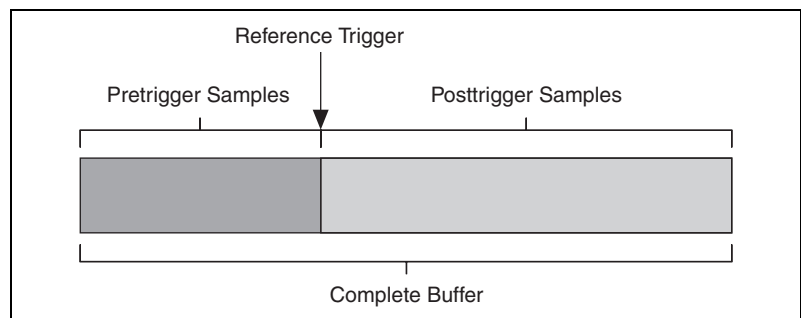 Reference Trigger
Pretrigger Samples
Posttrigger Samples
Complete Buffer